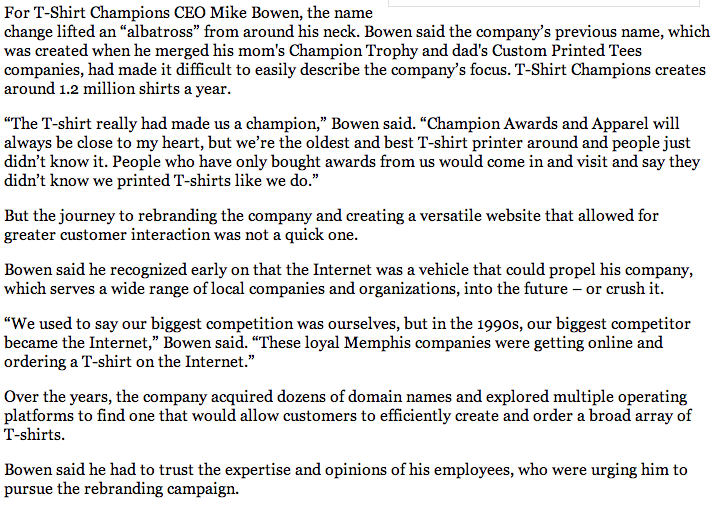 For T-Shirt Champions CEO Mike Bowen, the name
change lifted an “albatross” from around his neck. Bowen said the company’s previous name, which
was created when he merged his mom's Champion Trophy and dad's Custom Printed Tees
companies, had made it difficult to easily describe the company’s focus. T-Shirt Champions creates
around 1.2 million shirts a year.
“The T-shirt really had made us a champion,” Bowen said. “Champion Awards and Apparel will
always be close to my heart, but we’re the oldest and best T-shirt printer around and people just
didn’t know it. People who have only bought awards from us would come in and visit and say they
didn’t know we printed T-shirts like we do.”
But the journey to rebranding the company and creating a versatile website that allowed for
greater customer interaction was not a quick one.
Bowen said he recognized early on that the Internet was a vehicle that could propel his company,
which serves a wide range of local companies and organizations, into the future – or crush it.
“We used to say our biggest competition was ourselves, but in the 1990s, our biggest competitor
became the Internet,” Bowen said. “These loyal Memphis companies were getting online and
ordering a T-shirt on the Internet.”
Over the years, the company acquired dozens of domain names and explored multiple operating
platforms to find one that would allow customers to efficiently create and order a broad array of
T-shirts.
Bowen said he had to trust the expertise and opinions of his employees, who were urging him to
pursue the rebranding campaign.